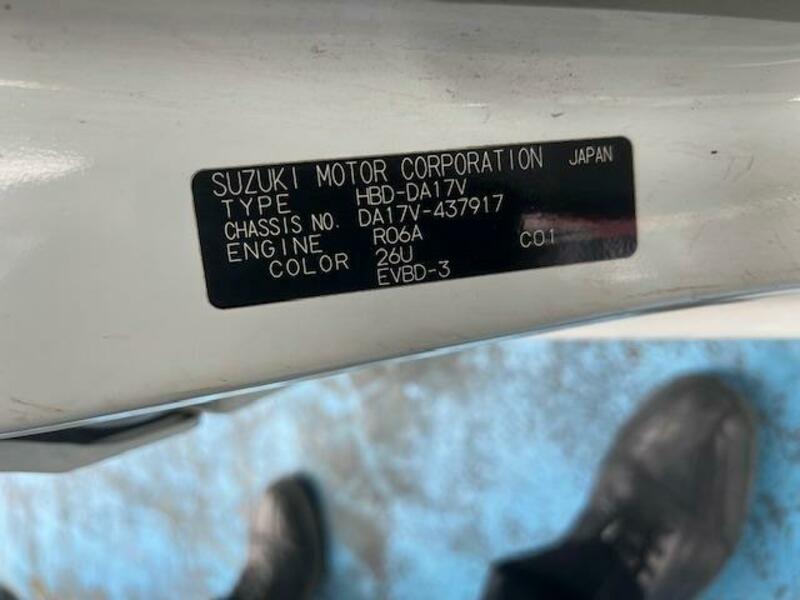 SUZUKI MOTOR CORPORATION JAPAN
TYPE HBD-DA17V
CHASSIS NO. DA17V-437917
ENGINE R06A C01
COLOR 26U
EVBD-3